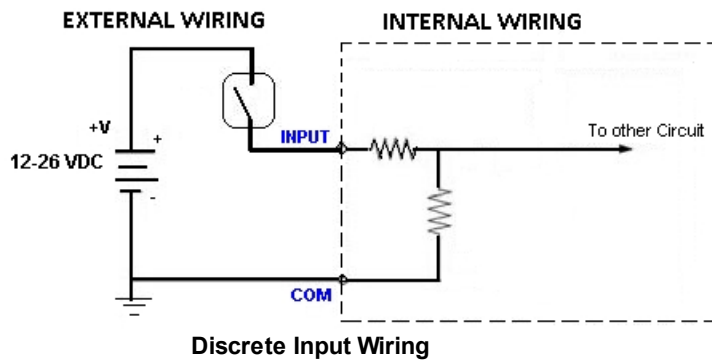 EXTERNAL WIRING
INTERNAL WIRING
+V
+
12-26 VDC
-
INPUT
To other Circuit
COM
Discrete Input Wiring